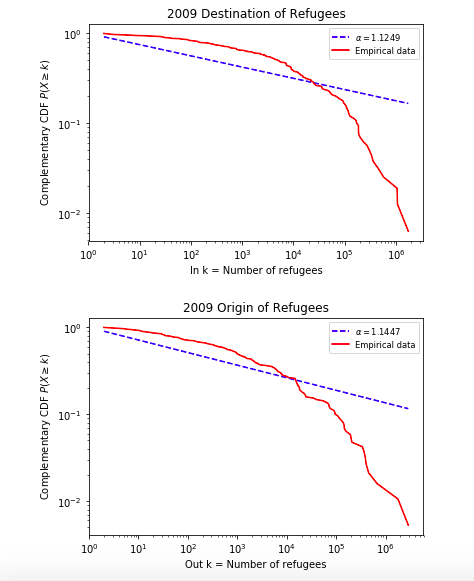 2009 Destination of Refugees
Complementary CDF P(X ≥ k)
10⁰
10⁻¹
10⁻²
α = 1.1249
Empirical data
10⁰ 10¹ 10² 10³ 10⁴ 10⁵ 10⁶
In k = Number of refugees
2009 Origin of Refugees
Complementary CDF P(X ≥ k)
10⁰
10⁻¹
10⁻²
α = 1.1447
Empirical data
10⁰ 10¹ 10² 10³ 10⁴ 10⁵ 10⁶
Out k = Number of refugees